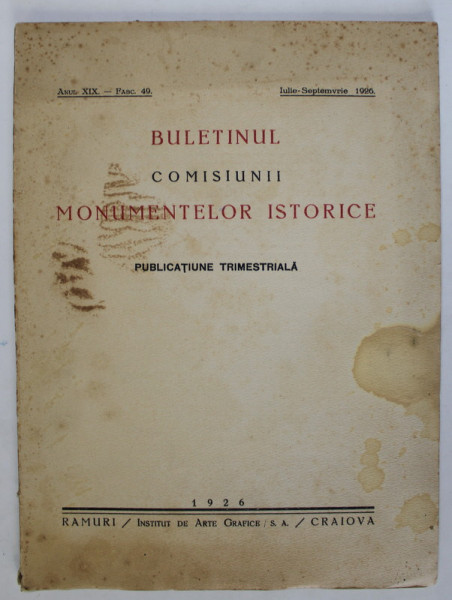 Anul XIX. — Fasc. 49. Iulie-Septemvrie 1926.
BULETINUL
COMISIUNII
MONUMENTELOR ISTORICE
PUBLICAȚIUNE TRIMESTRIALĂ
1926
RAMURI / Institut de Arte Grafice / S. A. / CRAIOVA